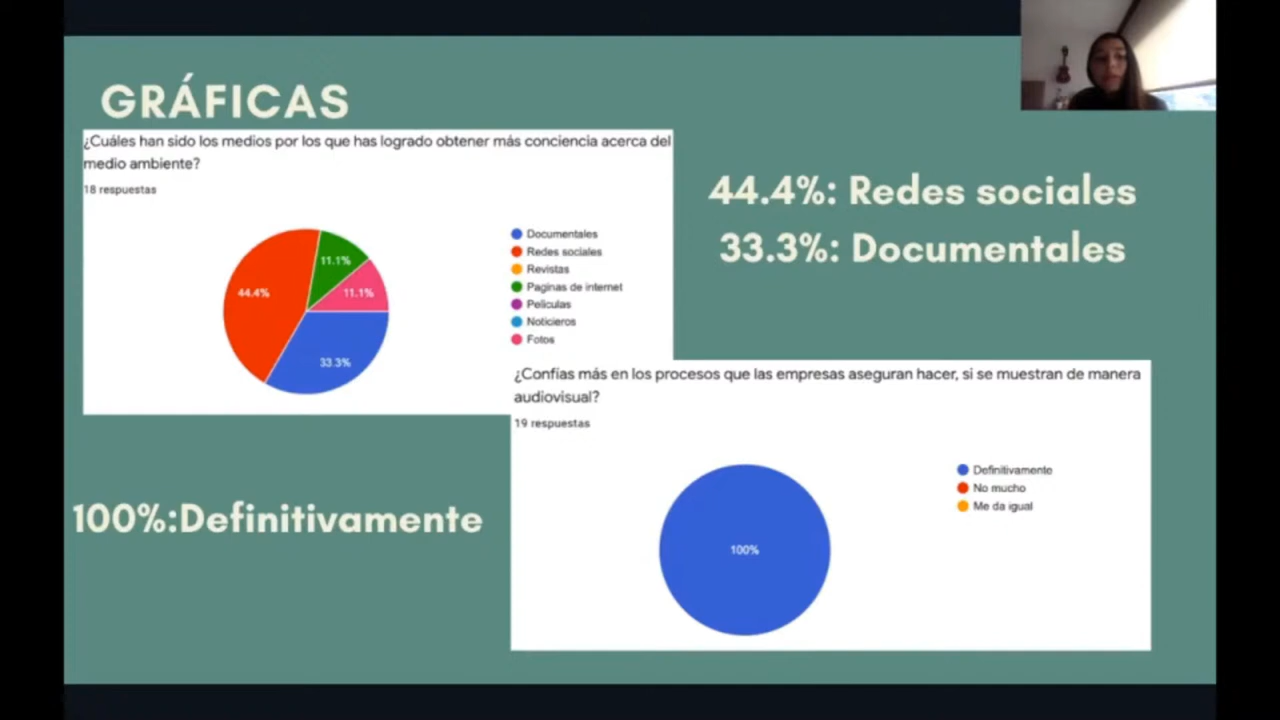 GRÁFICAS
¿Cuáles han sido los medios por los que has logrado obtener más conciencia acerca del
medio ambiente?
18 respuestas
11.1%
11.1%
44.4%
33.3%
Documentales
Redes sociales
Revistas
Paginas de internet
Películas
Noticieros
Fotos
44.4%: Redes sociales
33.3%: Documentales
¿Confías más en los procesos que las empresas aseguran hacer, si se muestran de manera
audiovisual?
19 respuestas
100%
Definitivamente
No mucho
Me da igual
100%:Definitivamente